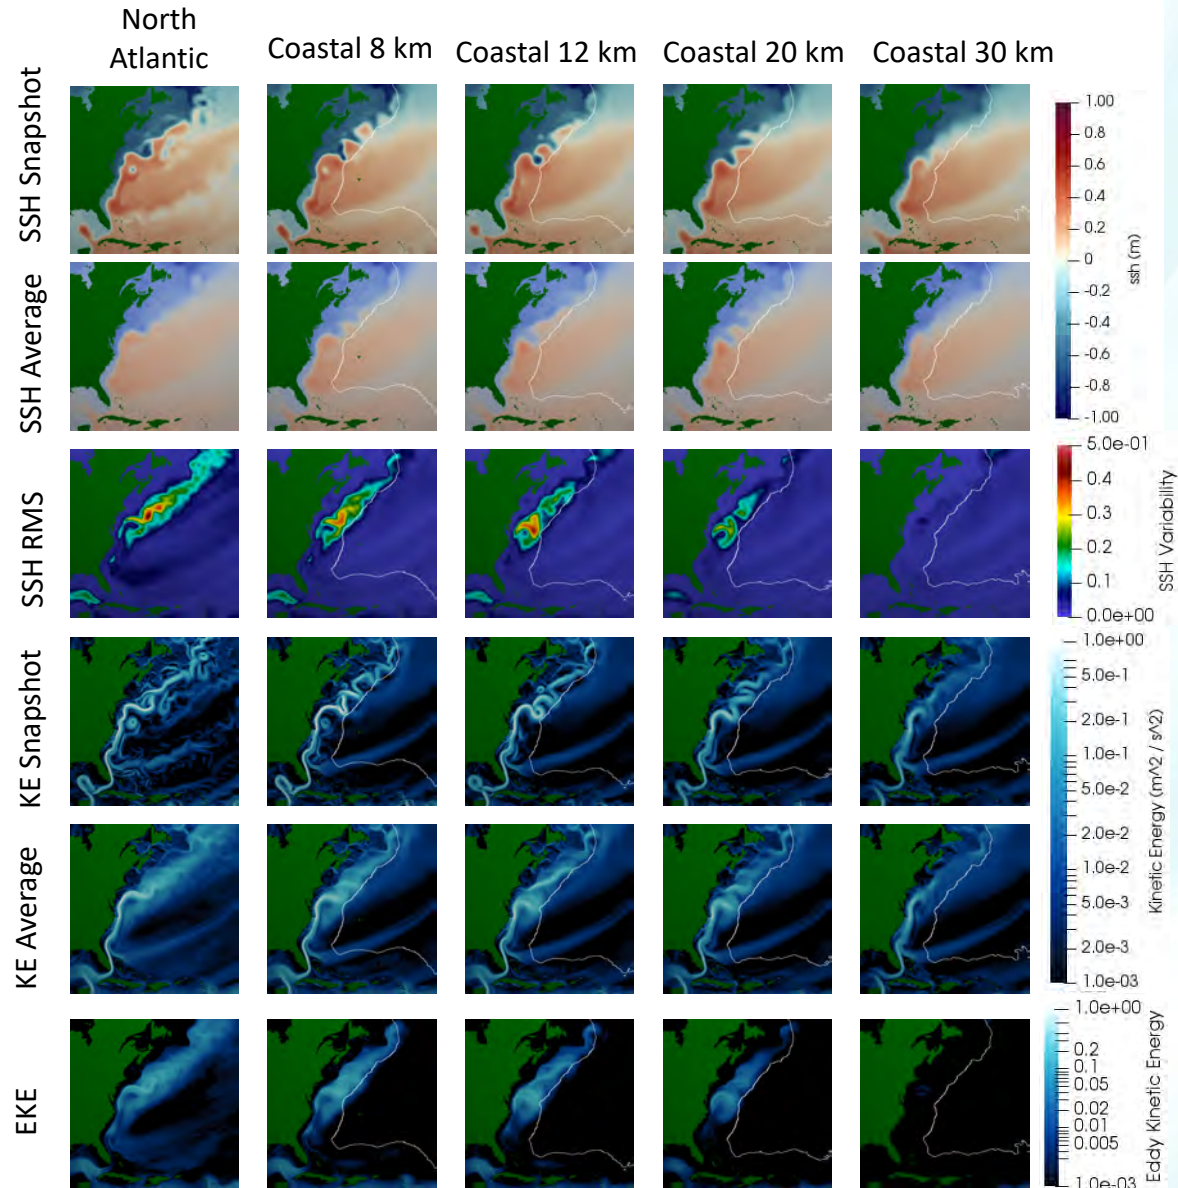 North
Atlantic
Coastal 8 km
Coastal 12 km
Coastal 20 km
Coastal 30 km
SSH Snapshot
1.00
0.8
0.6
0.4
0.2
0
-0.2
-0.4
-0.6
-0.8
-1.00
ssh (m)
SSH Average
SSH RMS
5.0e-01
0.4
0.3
0.2
0.1
0.0e+00
SSH Variability
KE Snapshot
1.0e+00
5.0e-1
2.0e-1
1.0e-1
5.0e-2
2.0e-2
1.0e-2
5.0e-3
2.0e-3
1.0e-03
Kinetic Energy (m^2 / s^2)
KE Average
EKE
1.0e+00
0.2
0.1
0.05
0.02
0.01
0.005
1.0e-03
Eddy Kinetic Energy